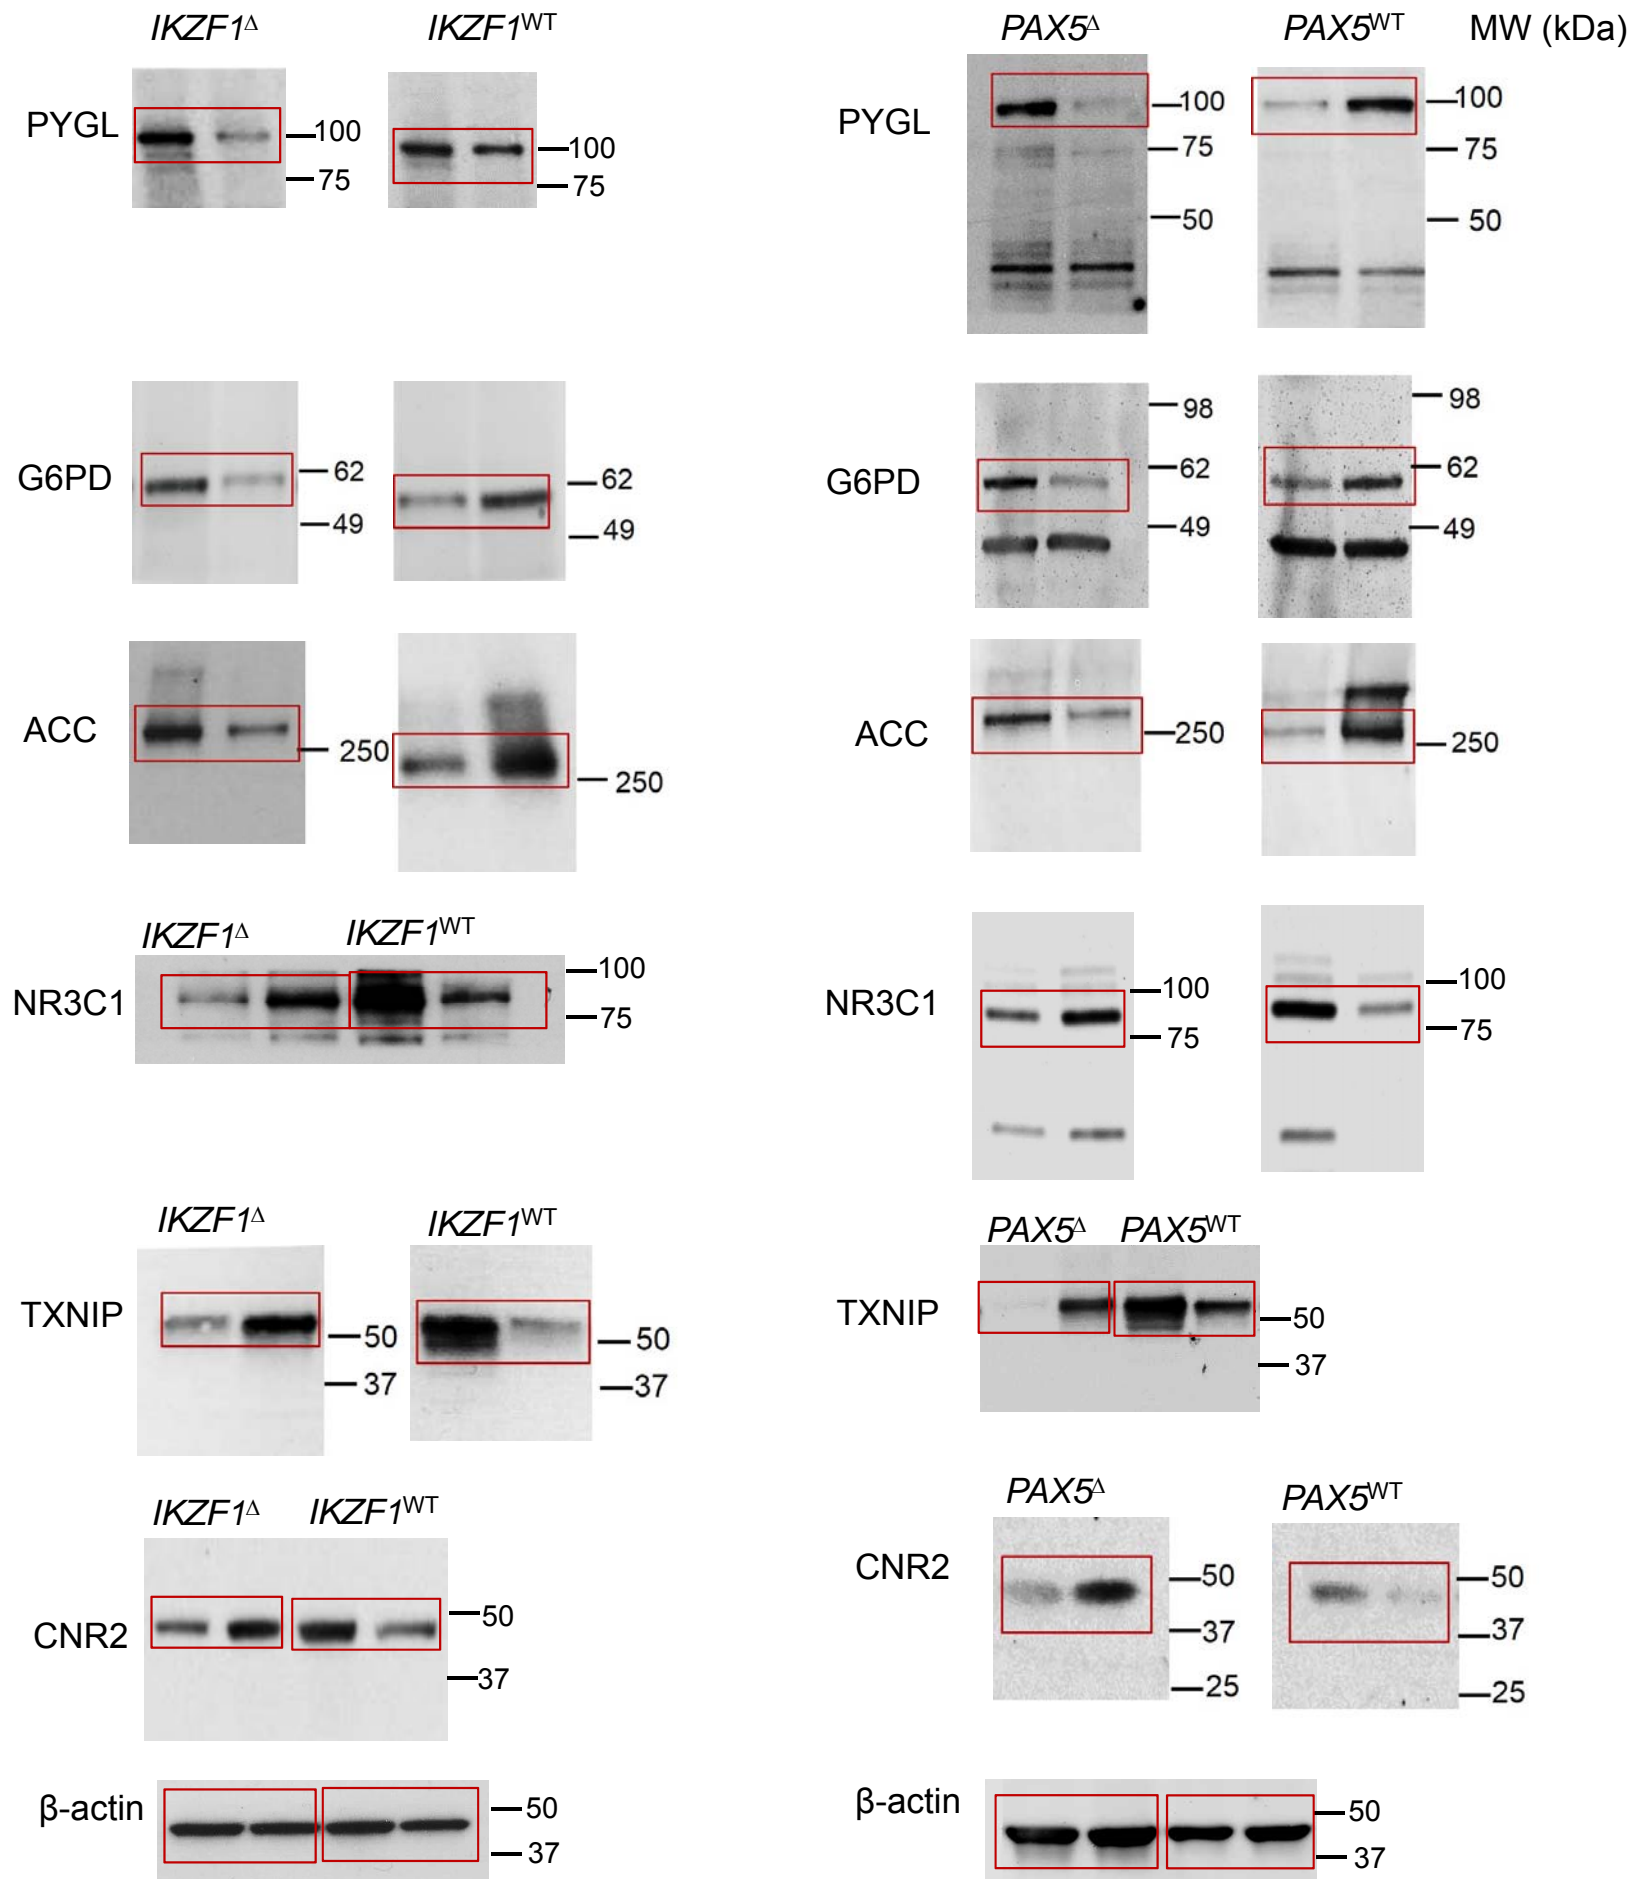 IKZF1Δ IKZF1WT PAX5Δ PAX5WT MW (kDa)
PYGL 100 100 PYGL 100 100
75 75 75 75
50 50
G6PD 62 62 G6PD 98 98
49 49 62 62
49 49
ACC 250 250 ACC 250 250
IKZF1Δ IKZF1WT
NR3C1 100 NR3C1 100 100
75 75 75
IKZF1Δ IKZF1WT PAX5Δ PAX5WT
TXNIP 50 50 TXNIP 50
37 37 37
IKZF1Δ IKZF1WT PAX5Δ PAX5WT
CNR2 50 CNR2 50 50
37 37 37
25 25
β-actin 50 β-actin 50
37 37